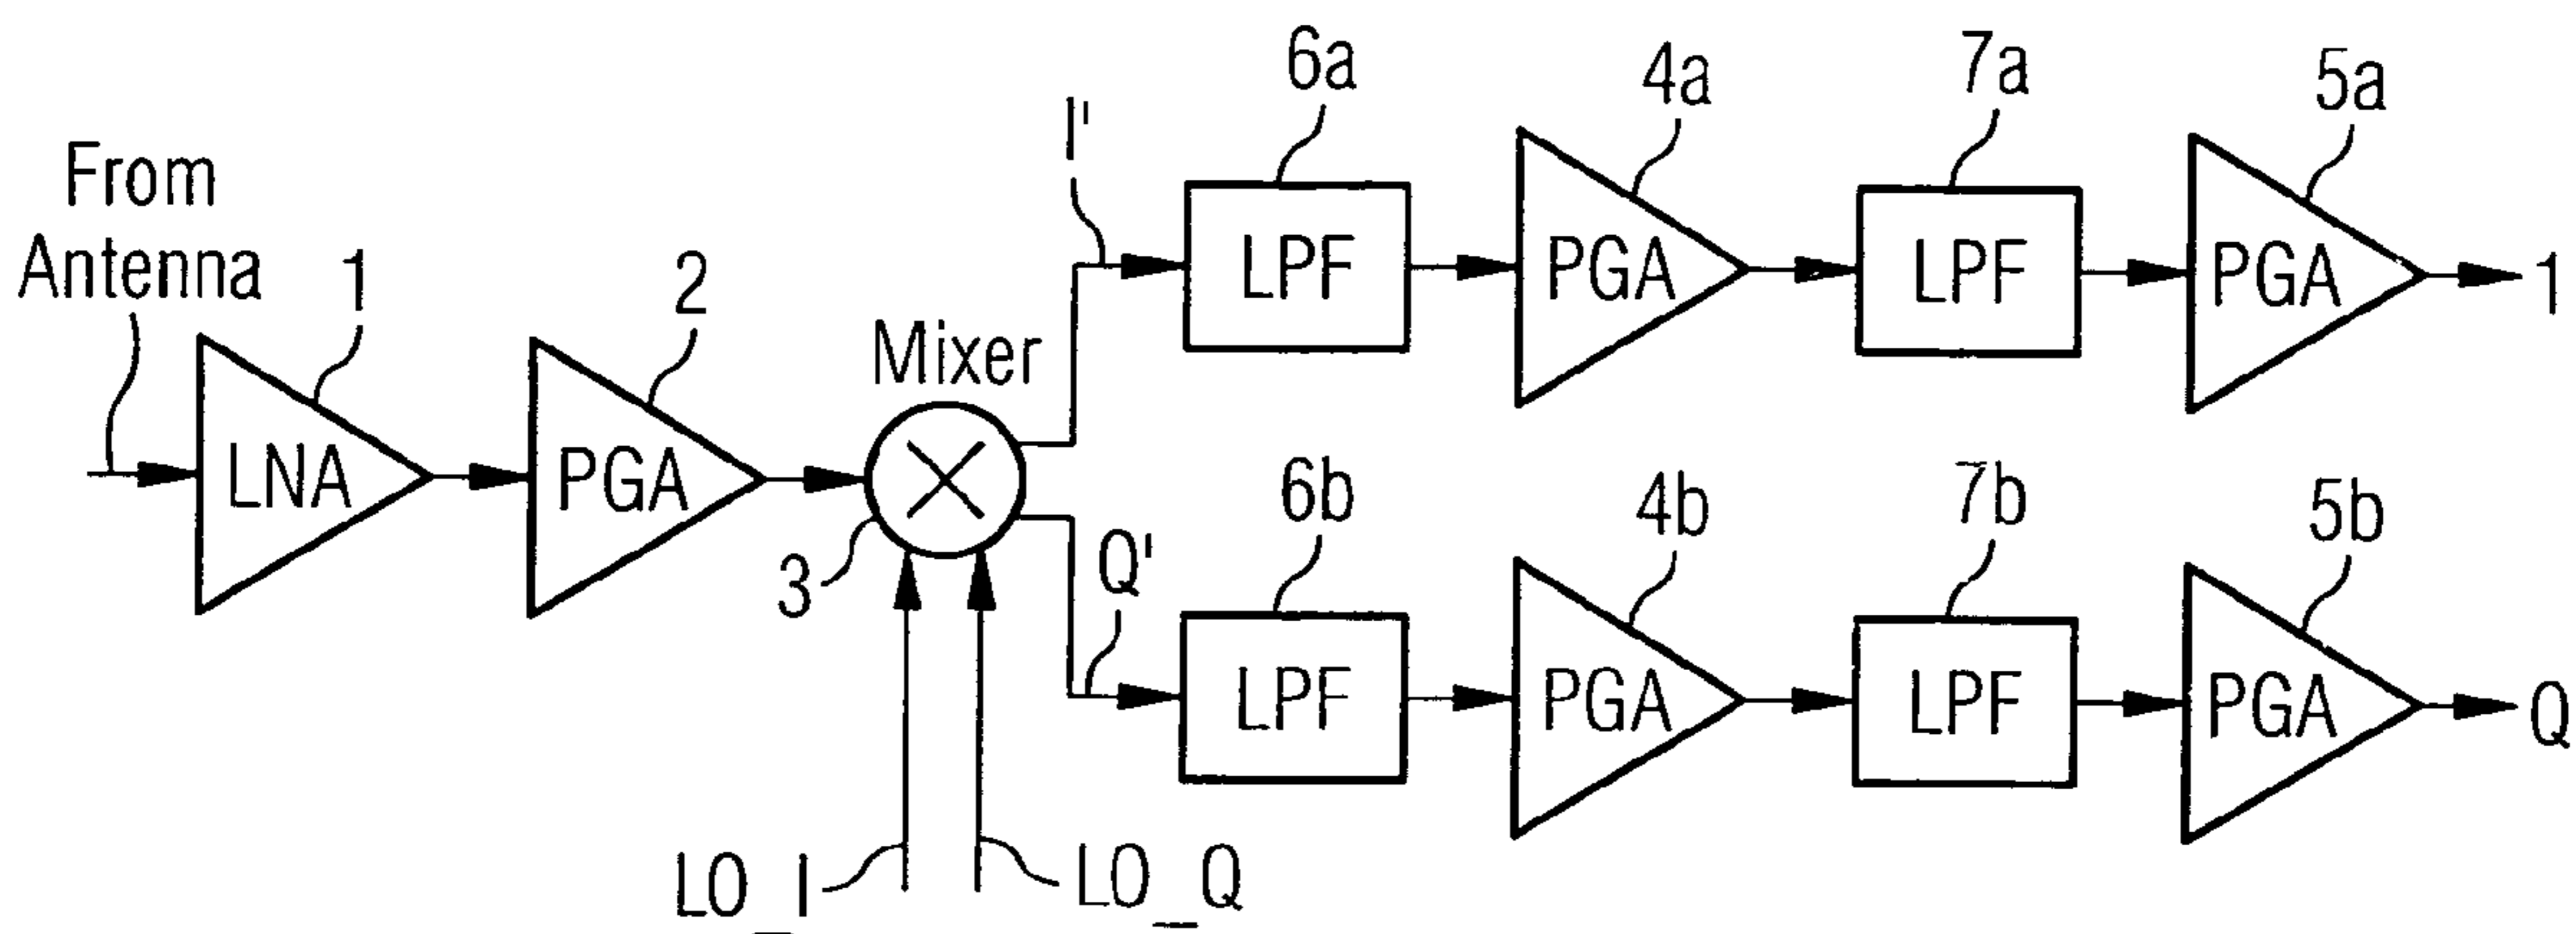 From
Antenna
1
LNA
2
PGA
Mixer
3
LO_I
LO_Q
I'
6a
LPF
4a
PGA
7a
LPF
5a
PGA
1
Q'
6b
LPF
4b
PGA
7b
LPF
5b
PGA
Q